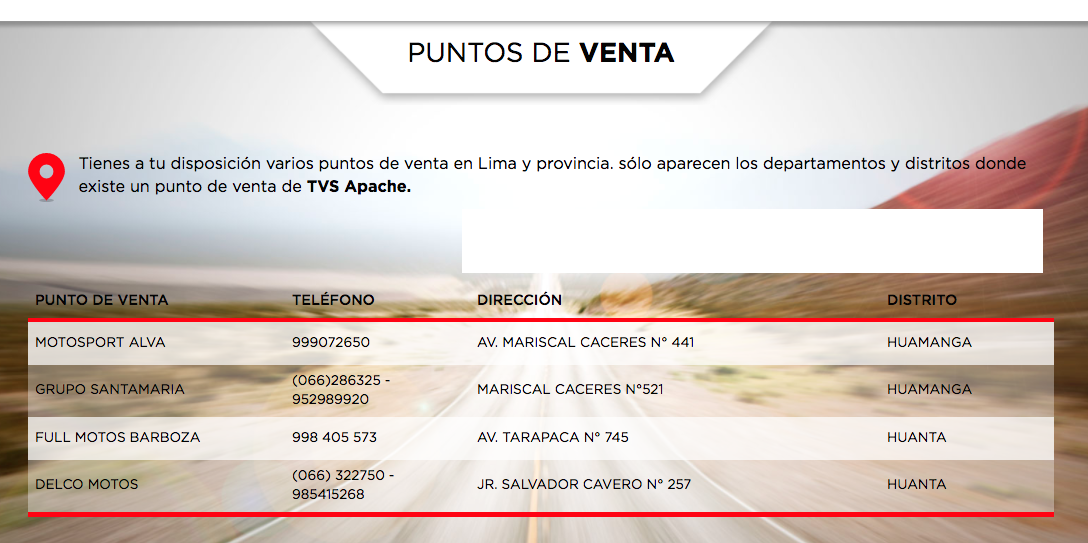 PUNTOS DE VENTA
Tienes a tu disposición varios puntos de venta en Lima y provincia. sólo aparecen los departamentos y distritos donde
existe un punto de venta de TVS Apache.
PUNTO DE VENTA TELÉFONO DIRECCIÓN DISTRITO
MOTOSPORT ALVA 999072650 AV. MARISCAL CACERES N° 441 HUAMANGA
GRUPO SANTAMARIA (066)286325 - 952989920 MARISCAL CACERES N°521 HUAMANGA
FULL MOTOS BARBOZA 998 405 573 AV. TARAPACA N° 745 HUANTA
DELCO MOTOS (066) 322750 - 985415268 JR. SALVADOR CAVERO N° 257 HUANTA